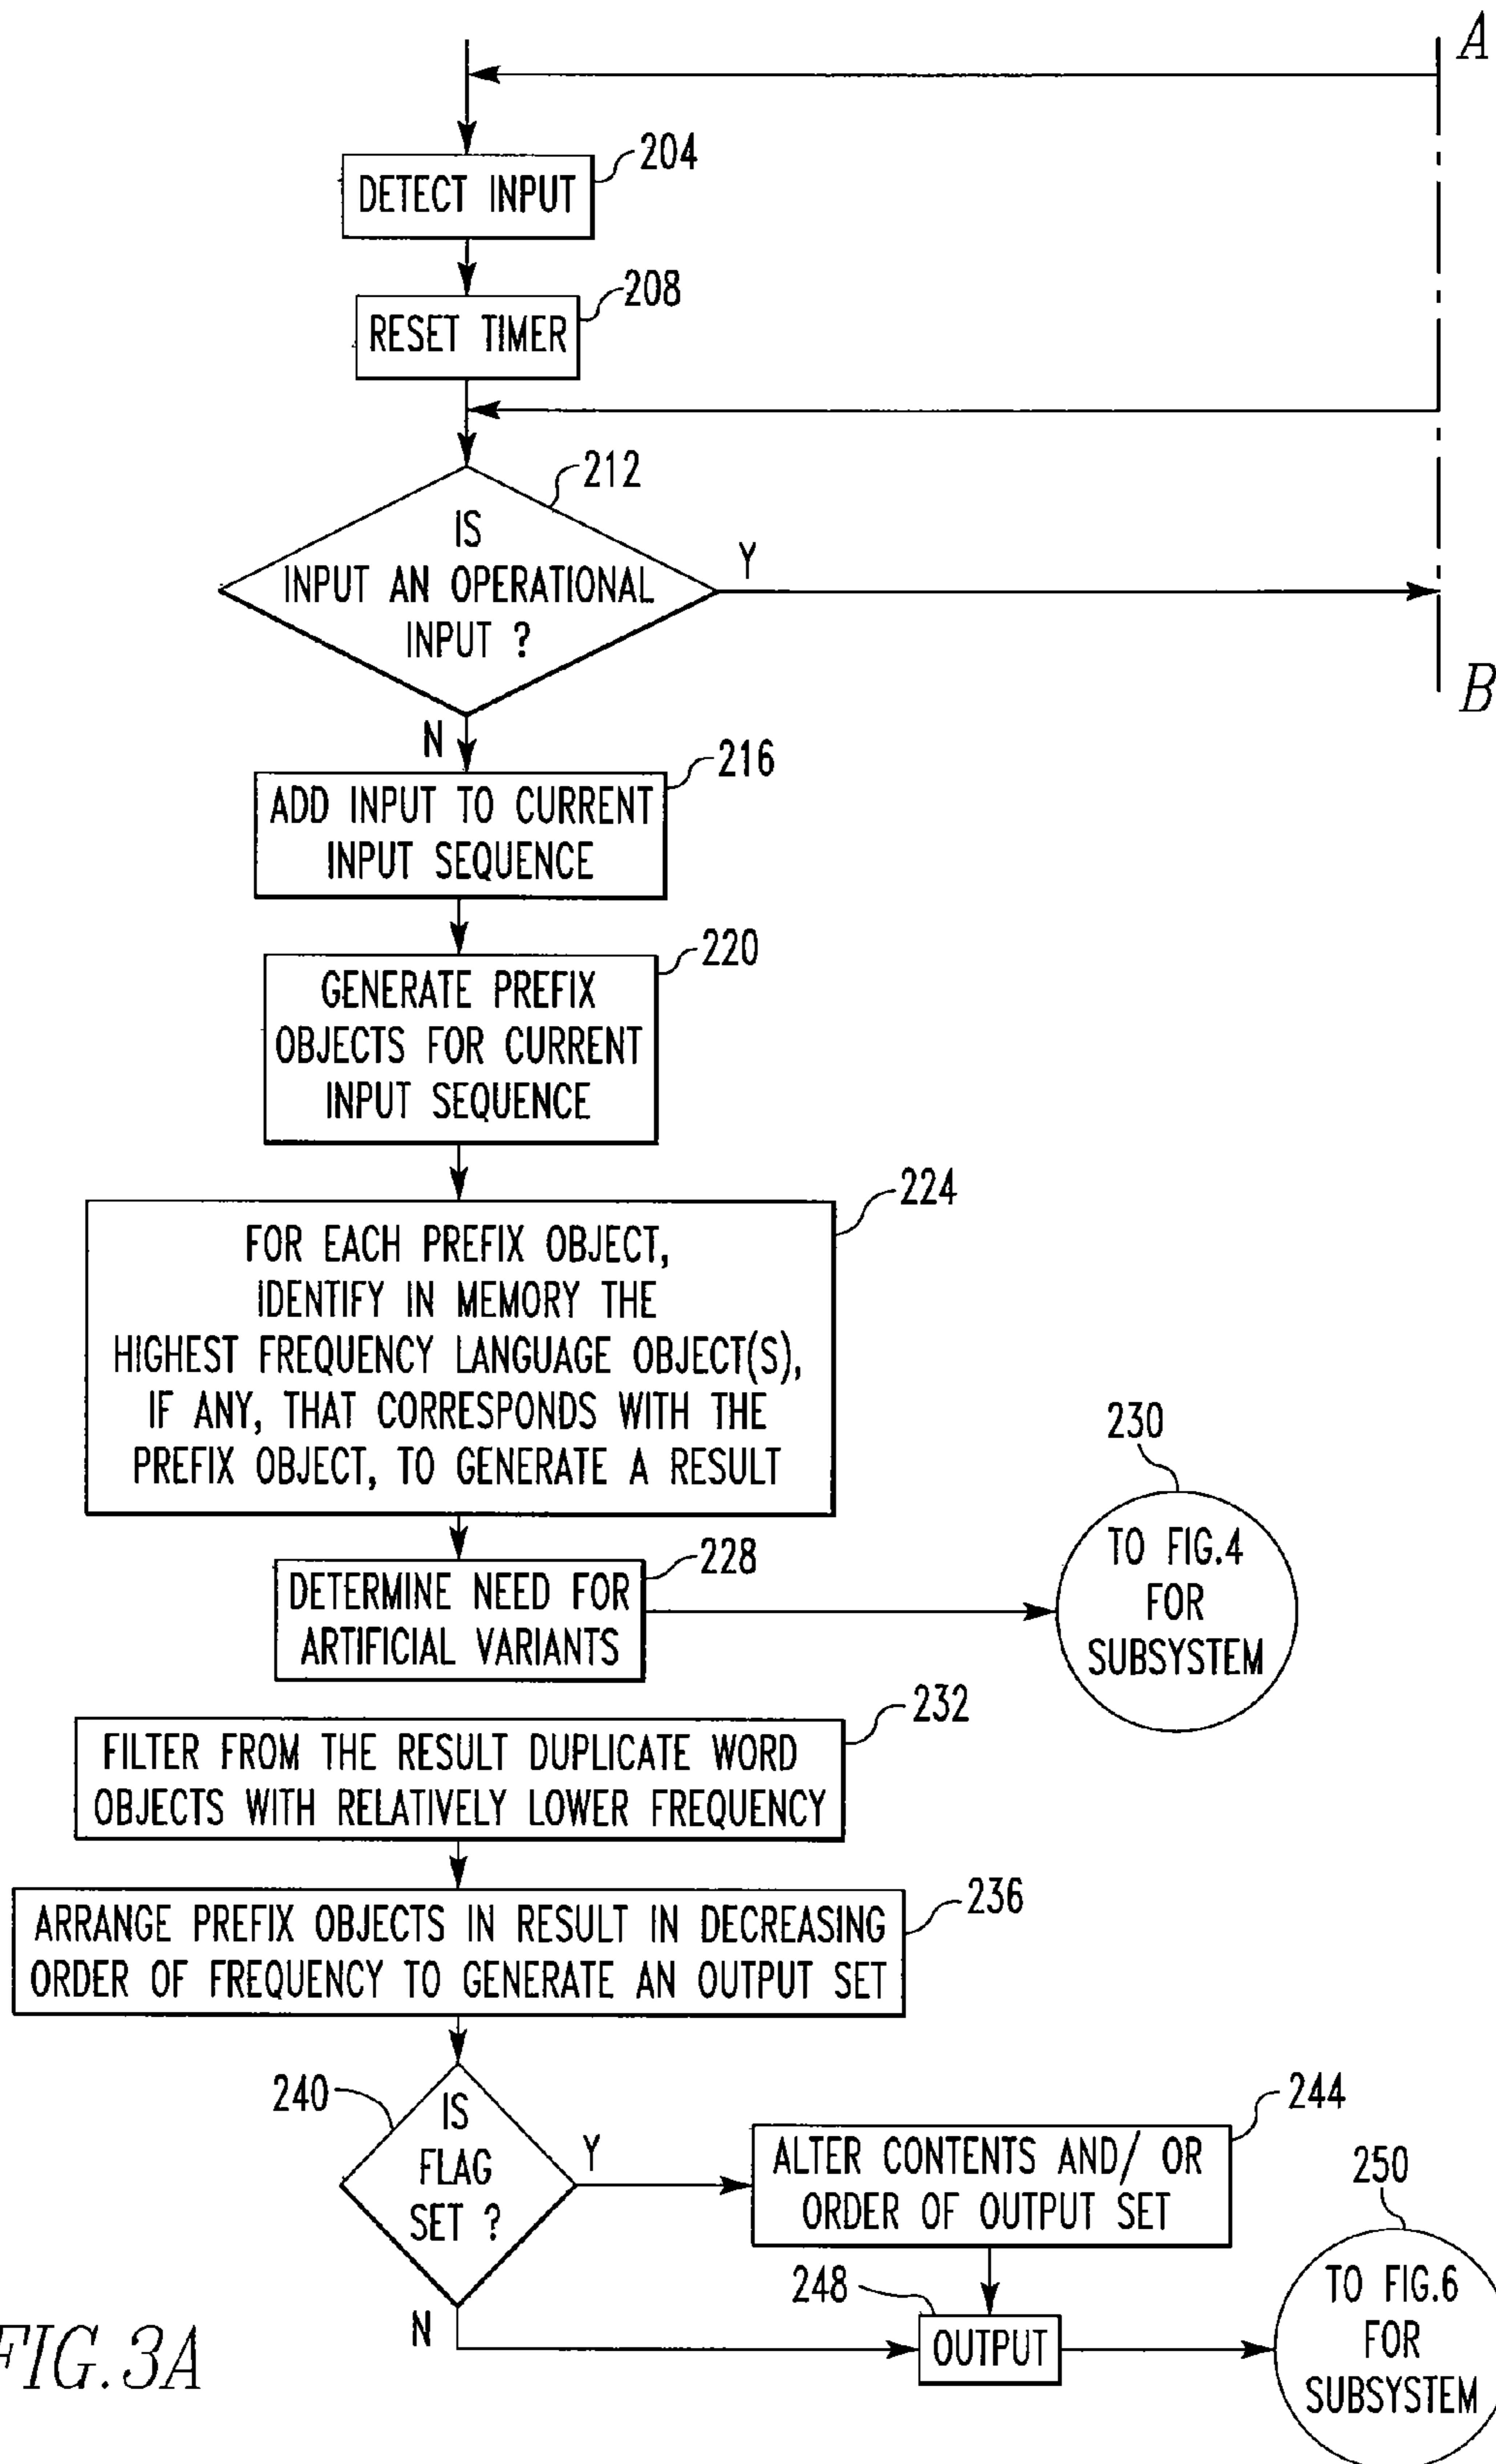 A
204
DETECT INPUT
208
RESET TIMER
212
IS
INPUT AN OPERATIONAL
INPUT ?
Y
B
N
216
ADD INPUT TO CURRENT
INPUT SEQUENCE
220
GENERATE PREFIX
OBJECTS FOR CURRENT
INPUT SEQUENCE
224
FOR EACH PREFIX OBJECT,
IDENTIFY IN MEMORY THE
HIGHEST FREQUENCY LANGUAGE OBJECT(S),
IF ANY, THAT CORRESPONDS WITH THE
PREFIX OBJECT, TO GENERATE A RESULT
230
TO FIG.4
FOR
SUBSYSTEM
228
DETERMINE NEED FOR
ARTIFICIAL VARIANTS
232
FILTER FROM THE RESULT DUPLICATE WORD
OBJECTS WITH RELATIVELY LOWER FREQUENCY
236
ARRANGE PREFIX OBJECTS IN RESULT IN DECREASING
ORDER OF FREQUENCY TO GENERATE AN OUTPUT SET
240
IS
FLAG
SET ?
Y
244
ALTER CONTENTS AND/ OR
ORDER OF OUTPUT SET
N
248
OUTPUT
250
TO FIG.6
FOR
SUBSYSTEM
FIG.3A